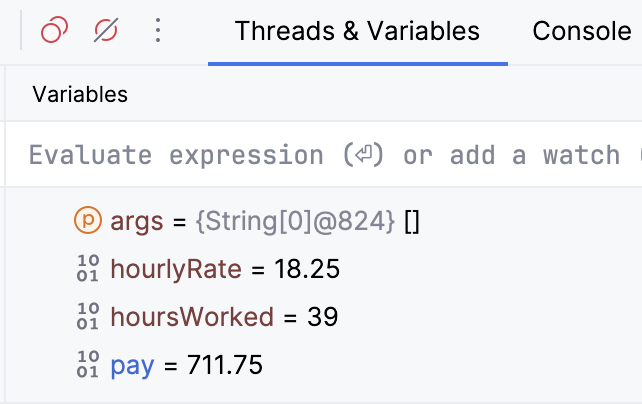 Threads & Variables Console
Variables
Evaluate expression (⏎) or add a watch (
p args = {String[0]@824} []
10 01 hourlyRate = 18.25
10 01 hoursWorked = 39
10 01 pay = 711.75